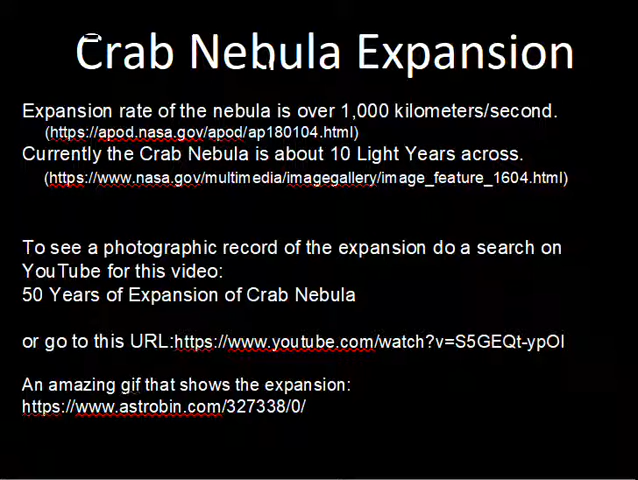 Crab Nebula Expansion
Expansion rate of the nebula is over 1,000 kilometers/second.
(https://apod.nasa.gov/apod/ap180104.html)
Currently the Crab Nebula is about 10 Light Years across.
(https://www.nasa.gov/multimedia/imagegallery/image_feature_1604.html)
To see a photographic record of the expansion do a search on
YouTube for this video:
50 Years of Expansion of Crab Nebula
or go to this URL:https://www.youtube.com/watch?v=S5GEQt-ypOI
An amazing gif that shows the expansion:
https://www.astrobin.com/327338/0/